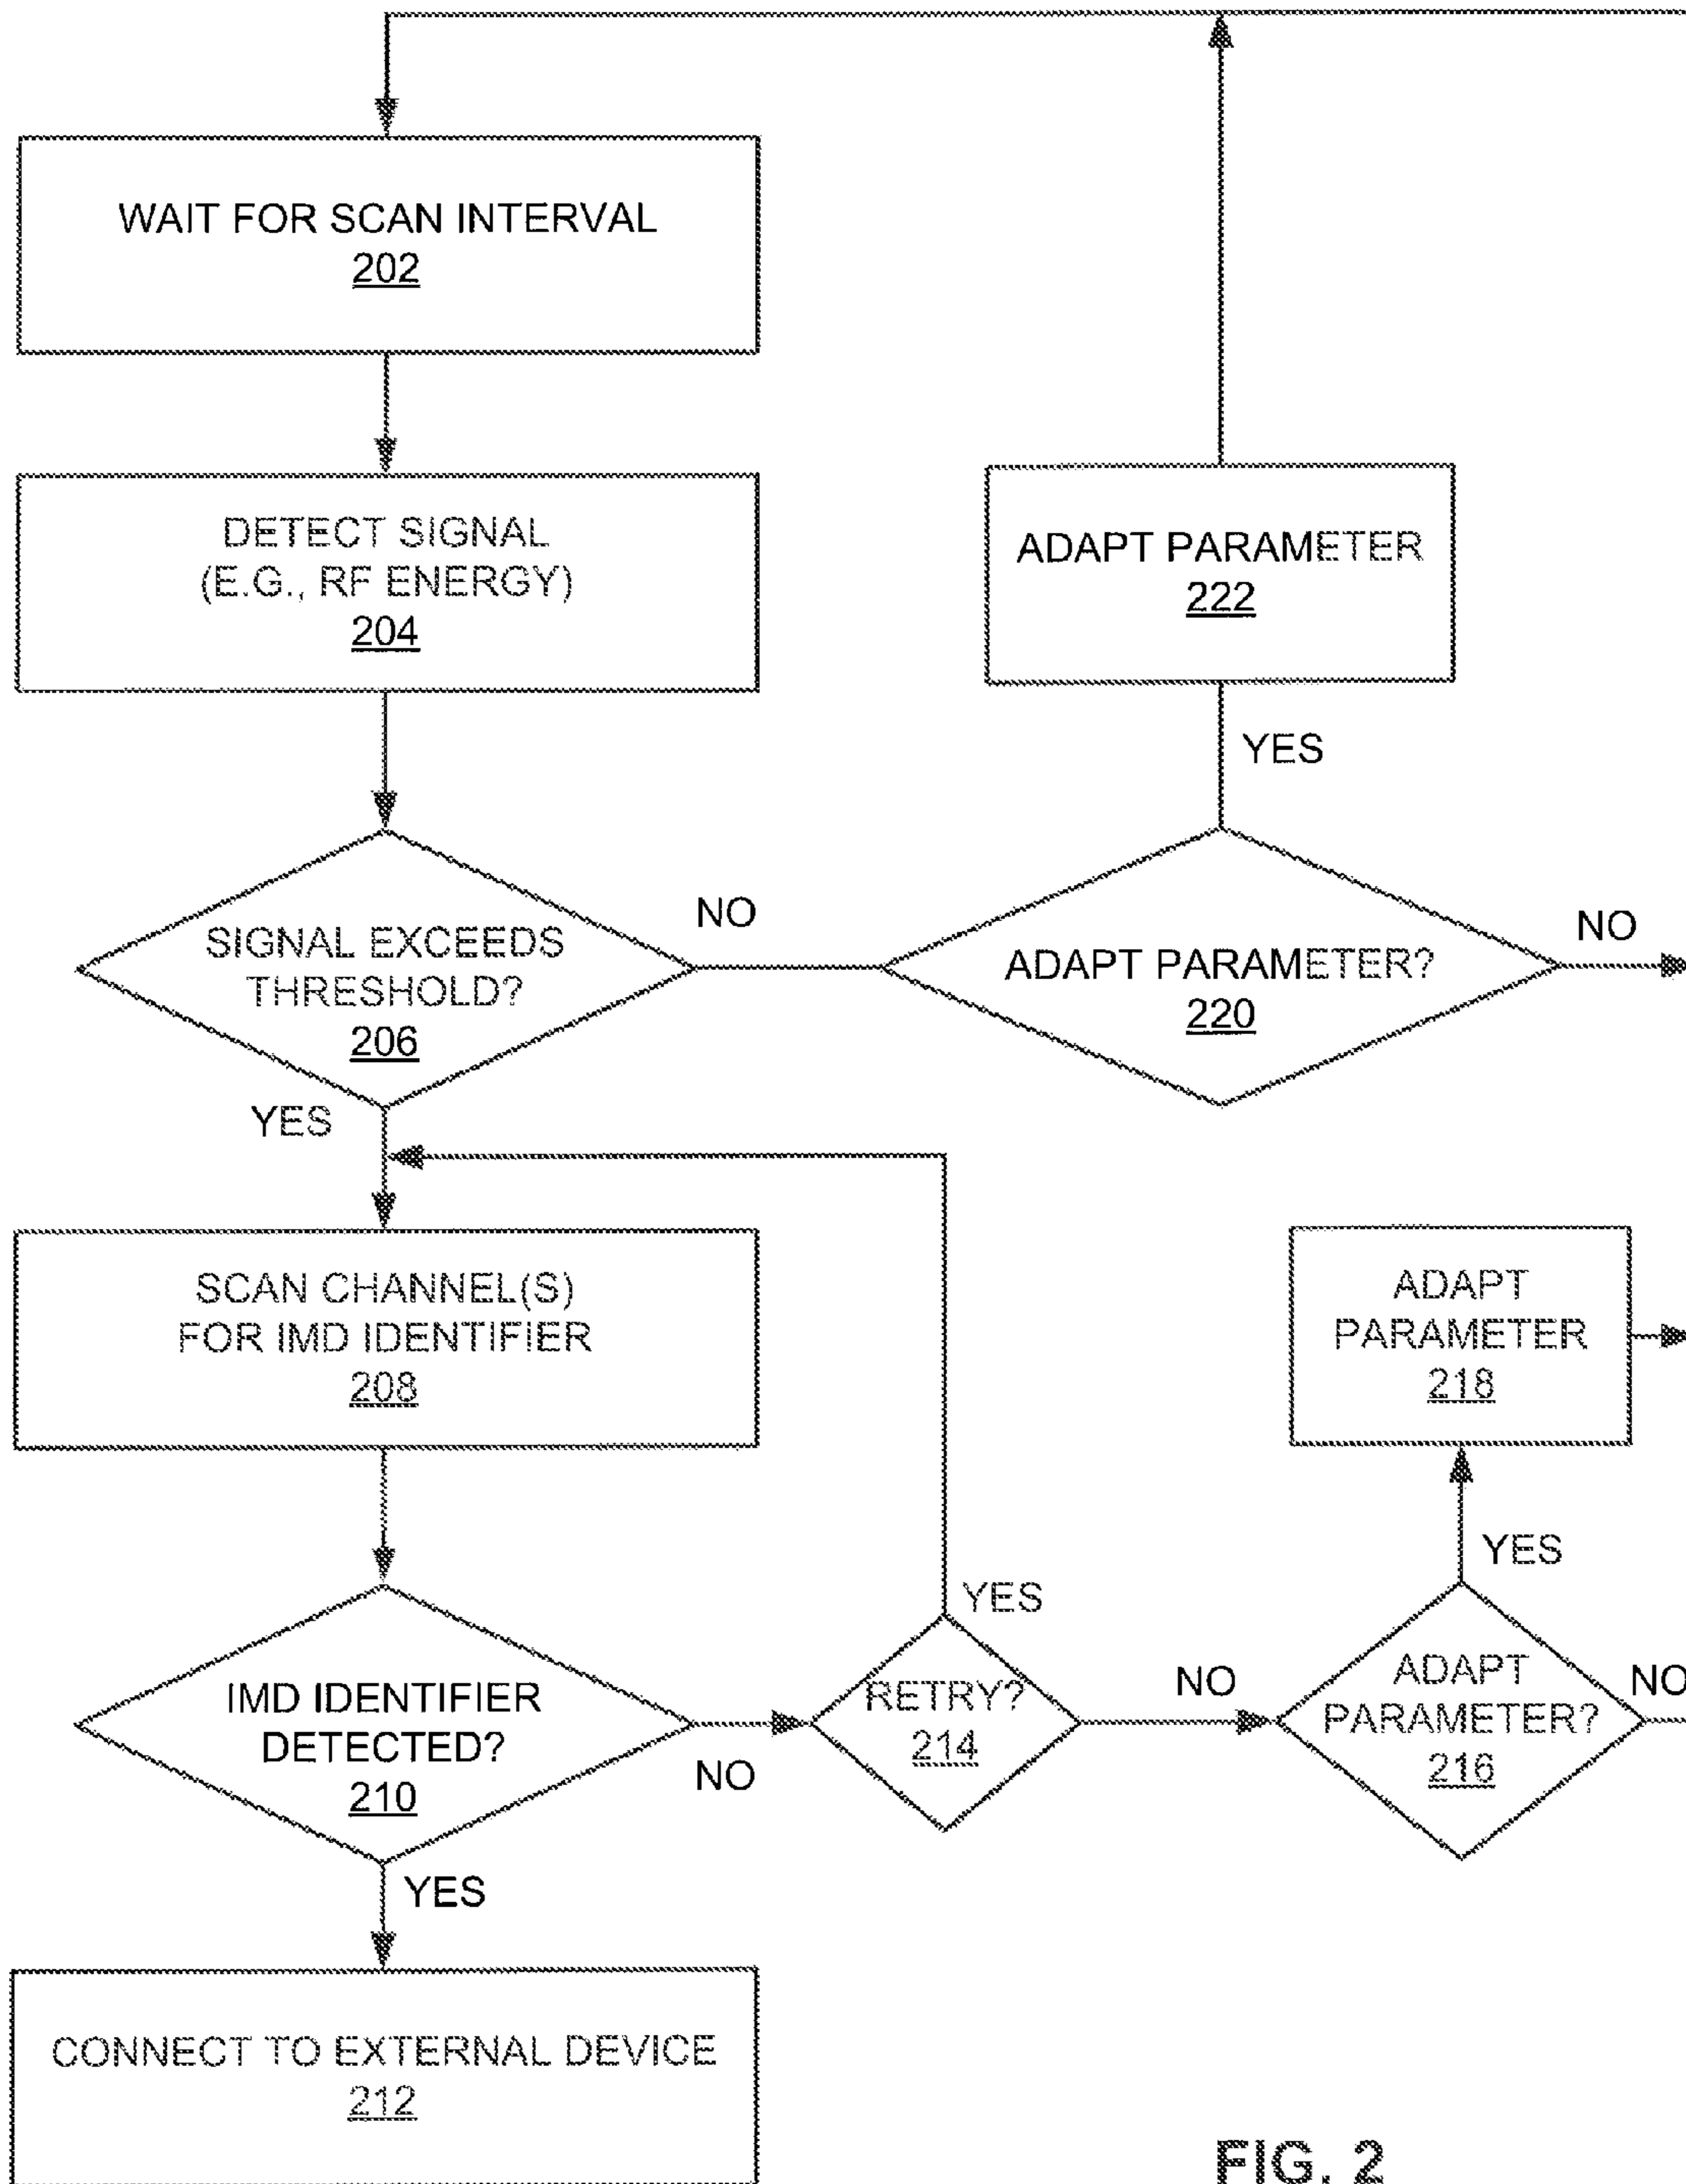 WAIT FOR SCAN INTERVAL
202
DETECT SIGNAL
(E.G., RF ENERGY)
204
ADAPT PARAMETER
222
YES
SIGNAL EXCEEDS
THRESHOLD?
206
NO
ADAPT PARAMETER?
220
NO
YES
SCAN CHANNEL(S)
FOR IMD IDENTIFIER
208
ADAPT
PARAMETER
218
YES
YES
IMD IDENTIFIER
DETECTED?
210
NO
RETRY?
214
NO
ADAPT
PARAMETER?
216
NO
YES
CONNECT TO EXTERNAL DEVICE
212
FIG. 2